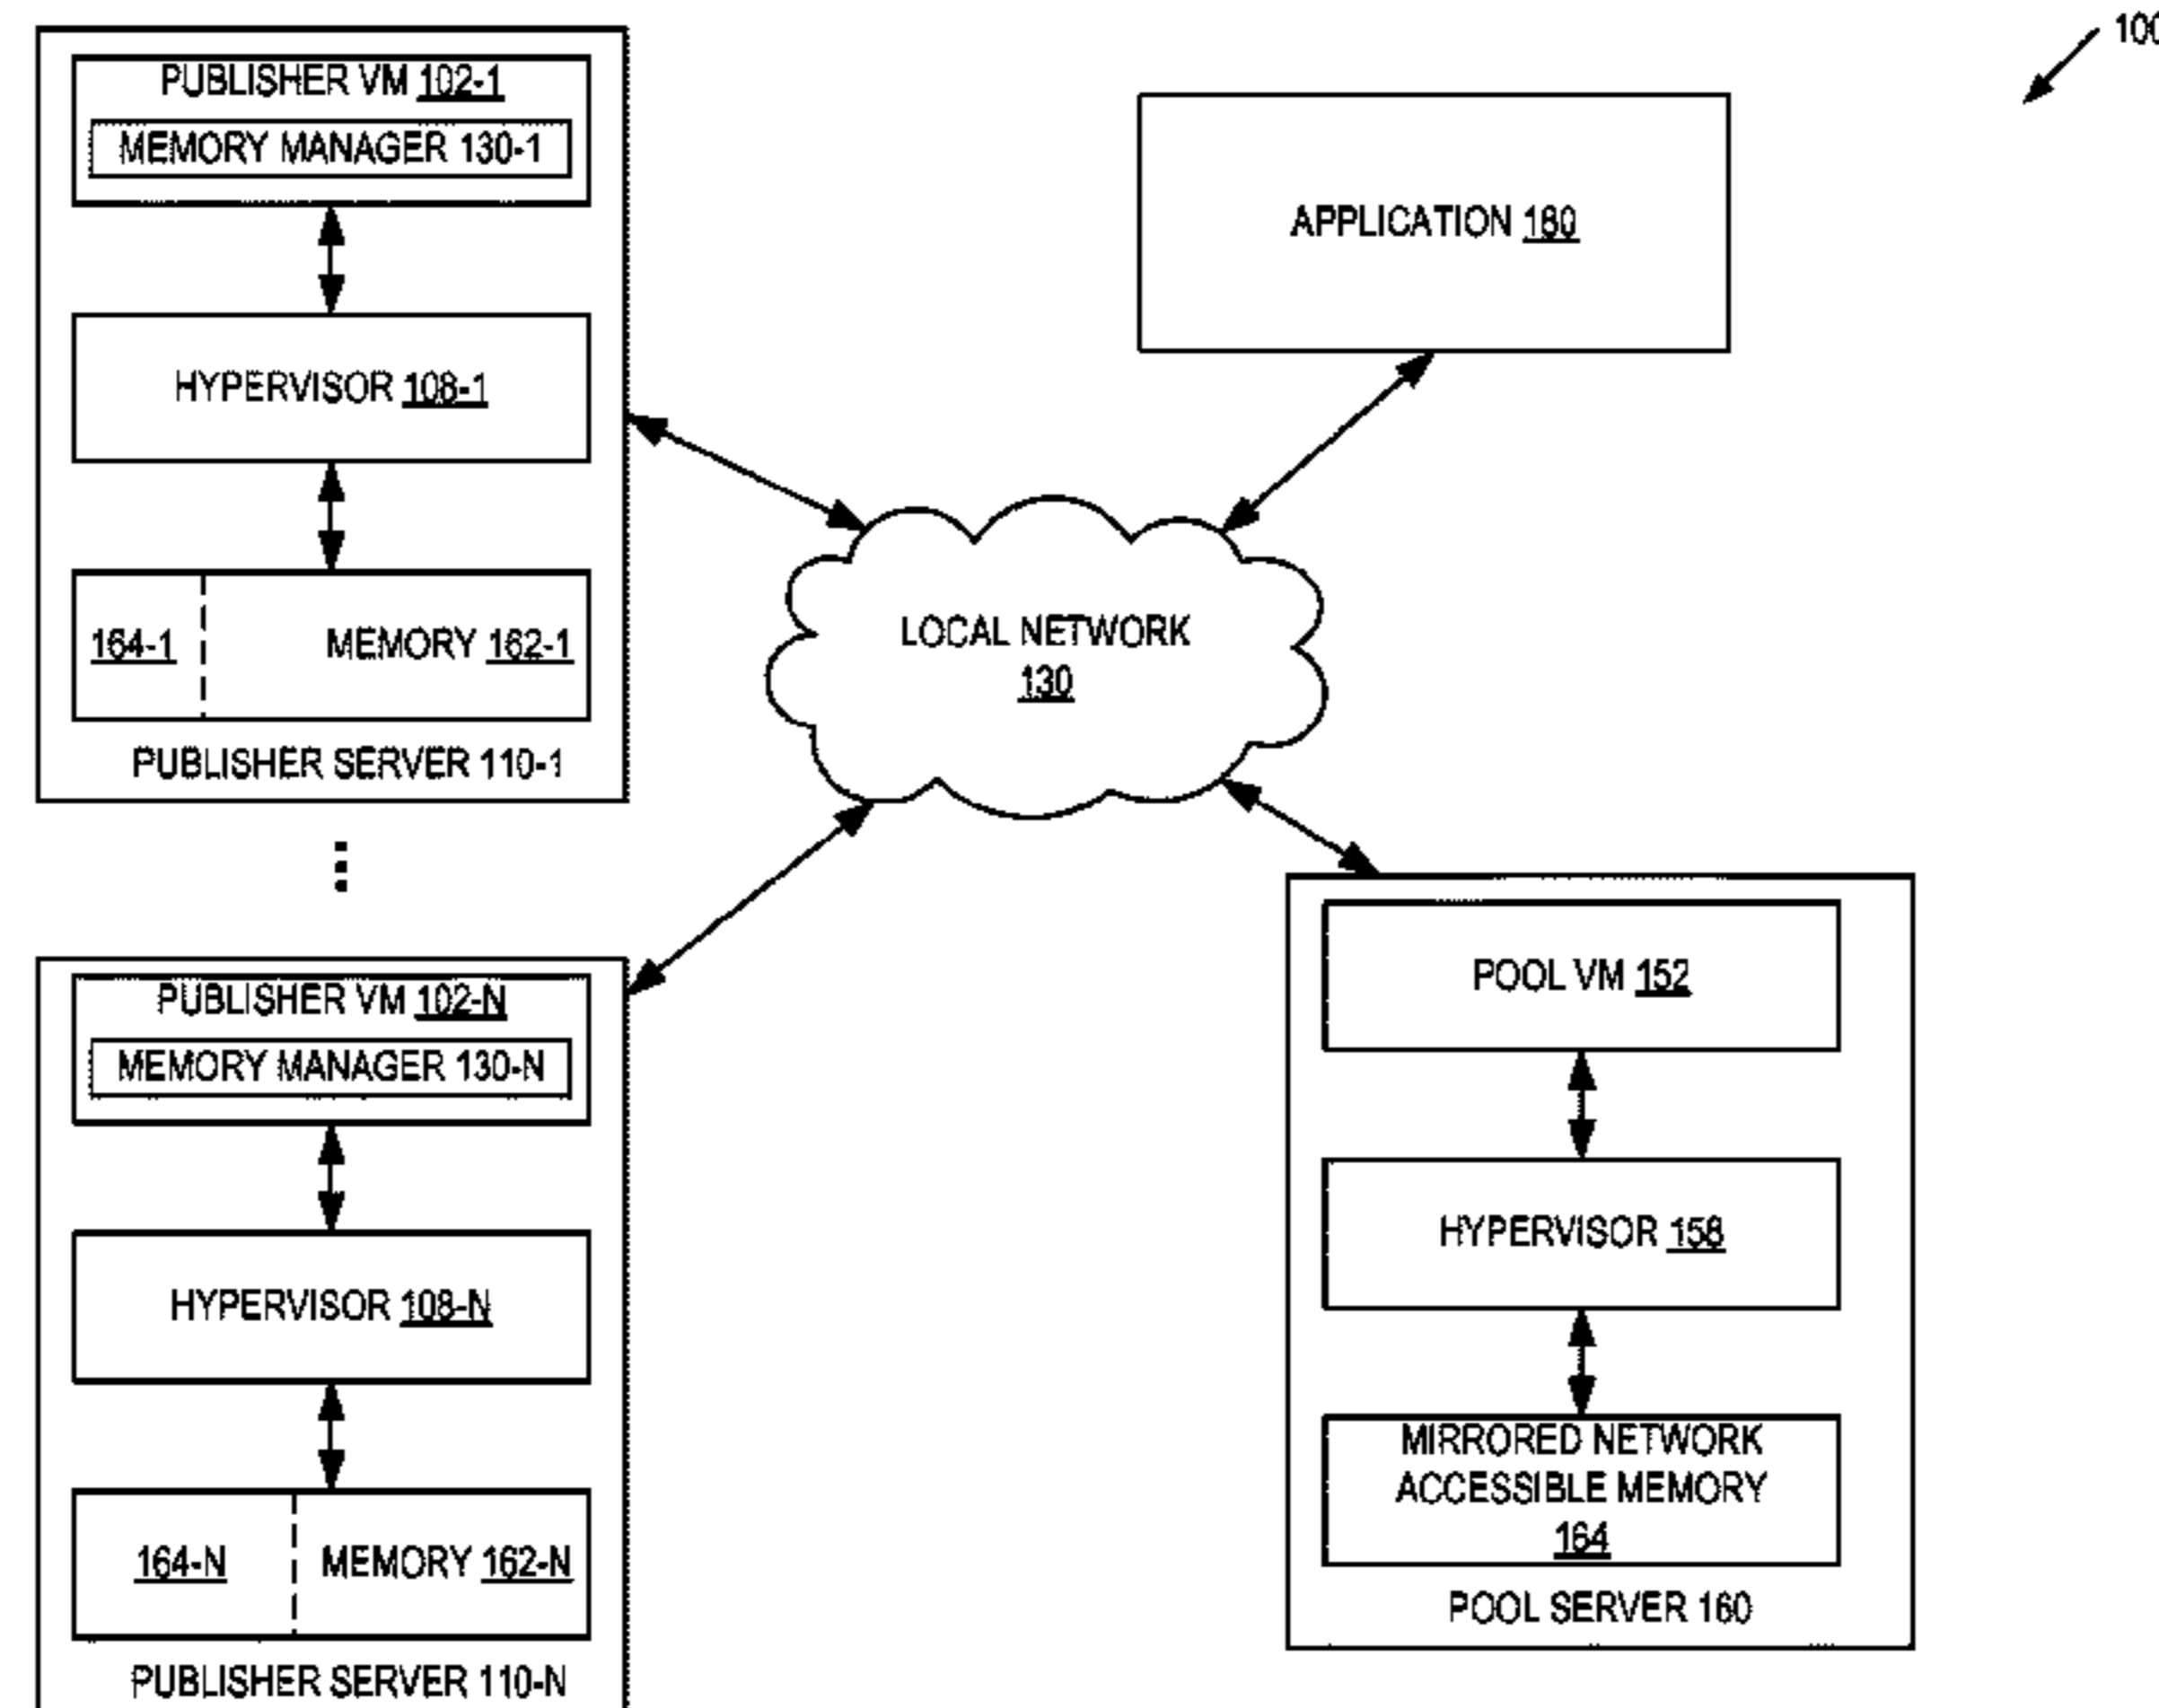 100
PUBLISHER VM 102-1
MEMORY MANAGER 130-1
HYPERVISOR 108-1
164-1
MEMORY 162-1
PUBLISHER SERVER 110-1
APPLICATION 180
LOCAL NETWORK
130
PUBLISHER VM 102-N
MEMORY MANAGER 130-N
HYPERVISOR 108-N
164-N
MEMORY 162-N
PUBLISHER SERVER 110-N
POOL VM 152
HYPERVISOR 158
MIRRORED NETWORK
ACCESSIBLE MEMORY
164
POOL SERVER 160